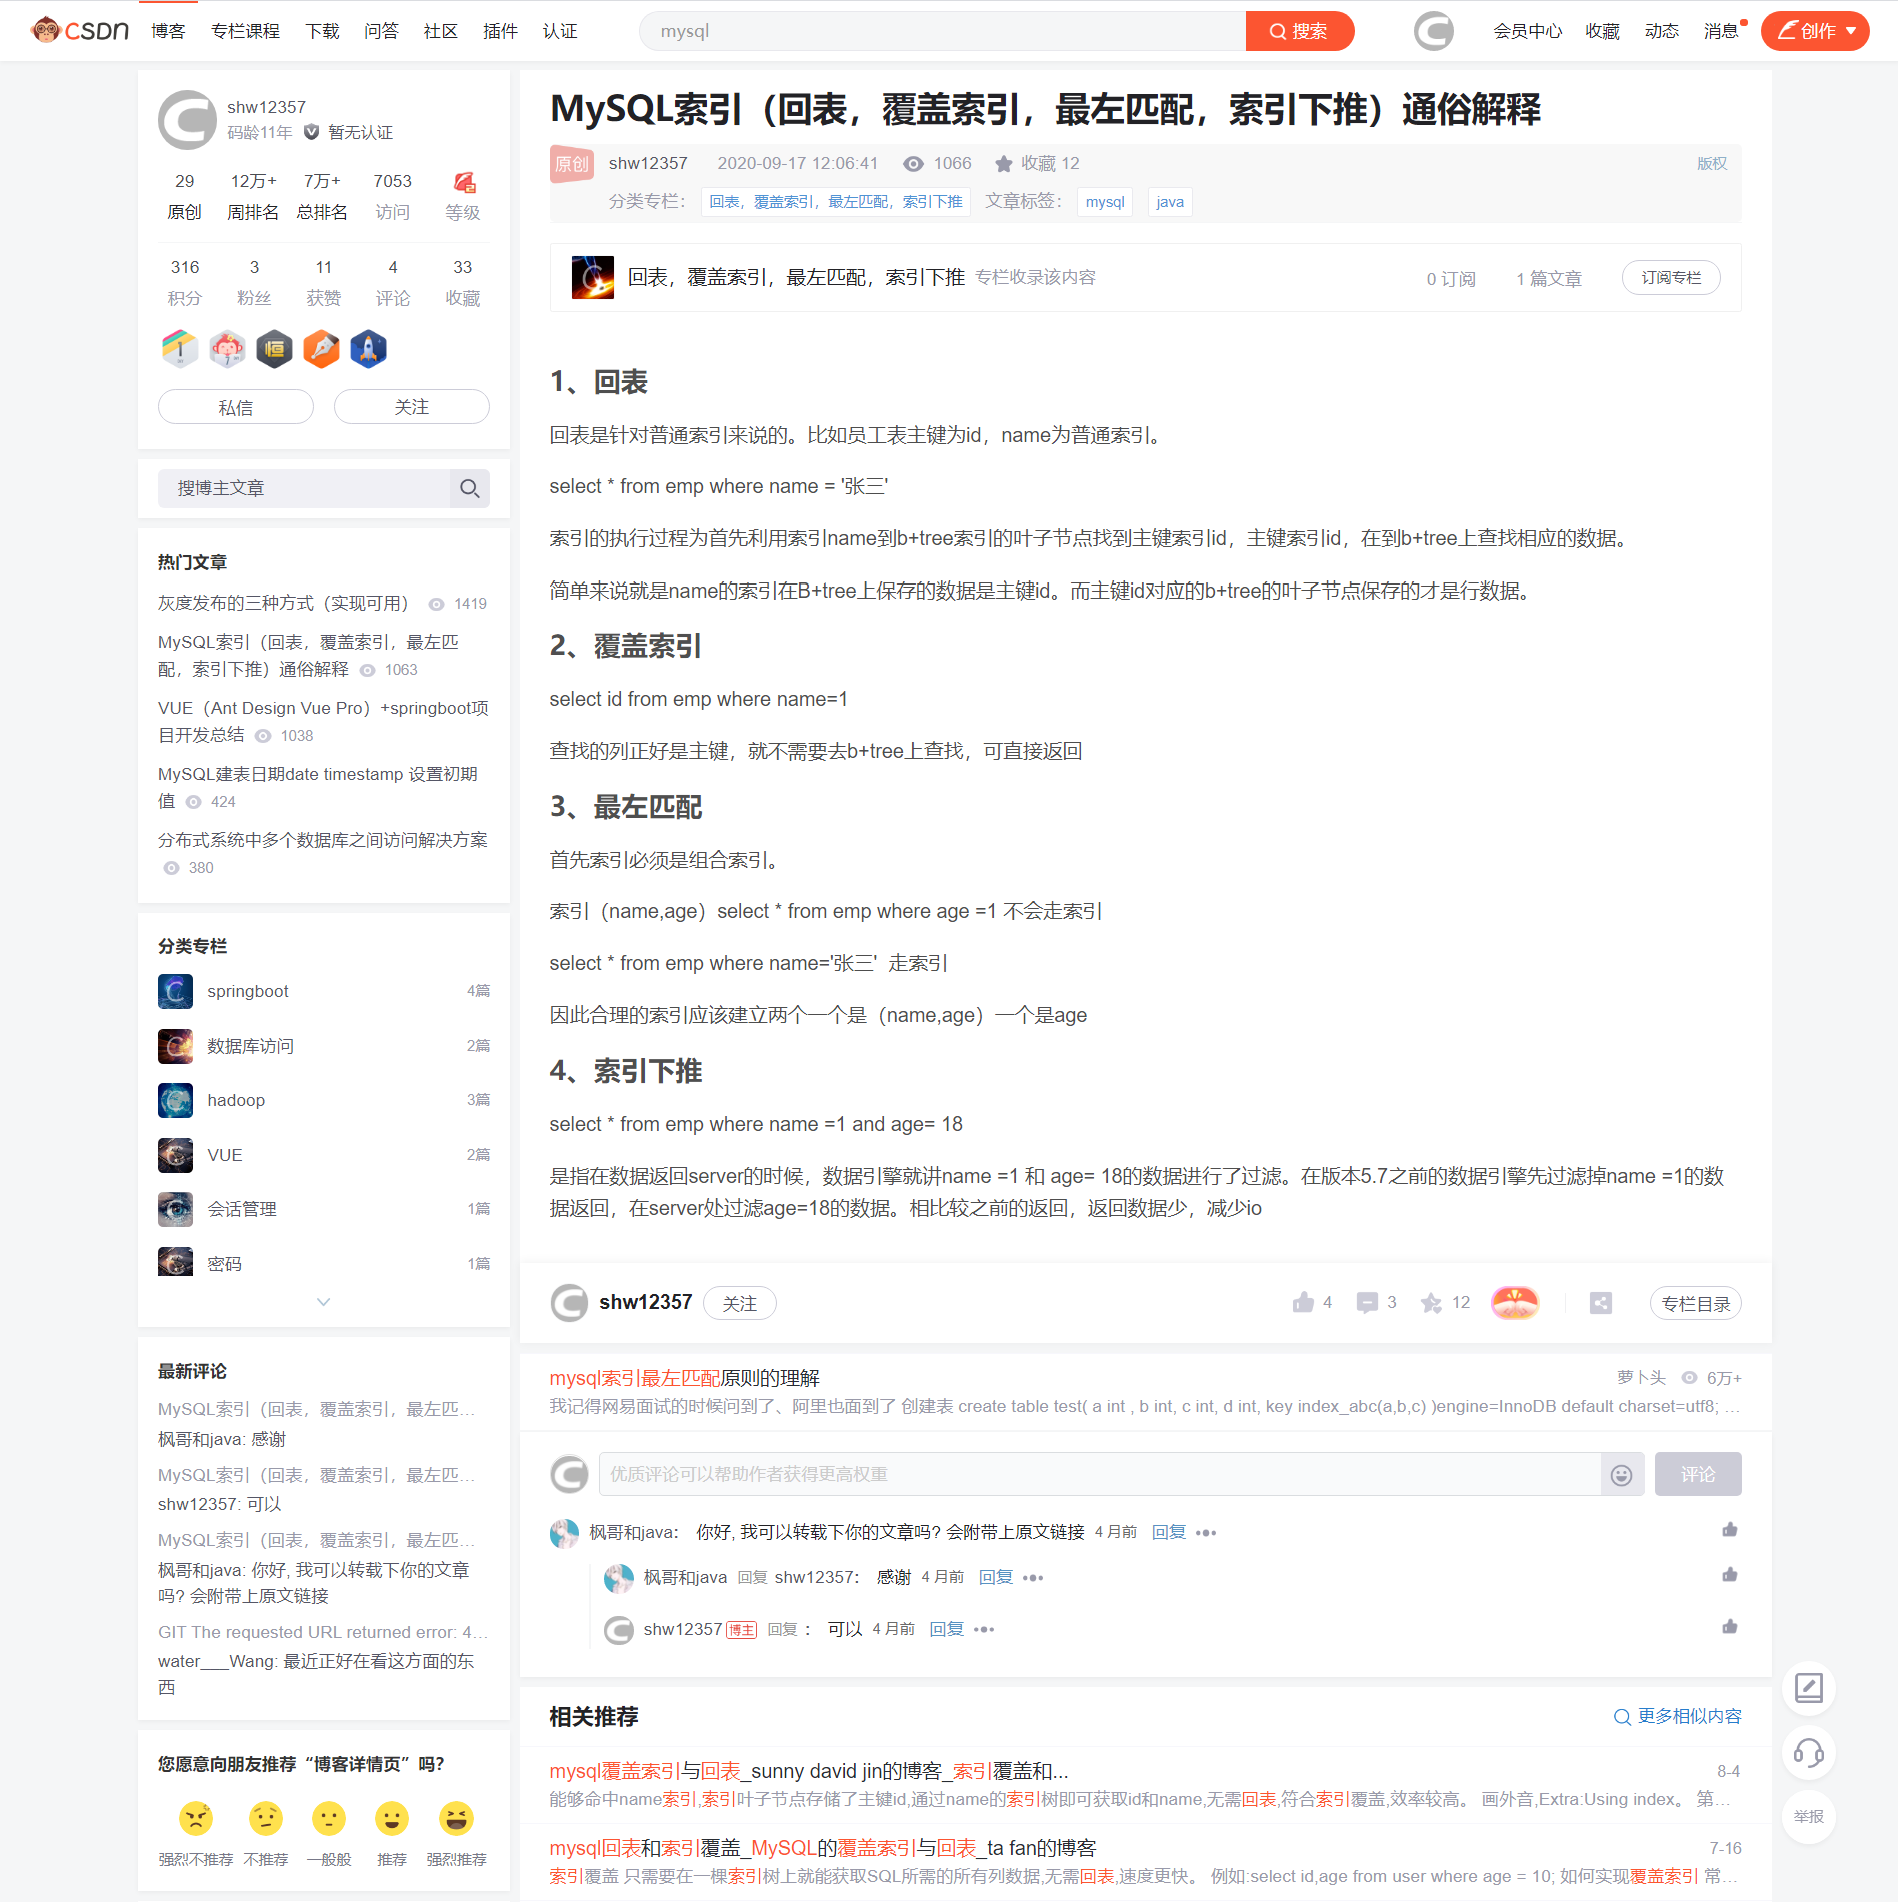 CSDN 博客 专栏课程 下载 问答 社区 插件 认证 mysql 搜索 会员中心 收藏 动态 消息 创作
shw12357
码龄11年 暂无认证
29 12万+ 7万+ 7053
原创 周排名 总排名 访问 等级
316 3 11 4 33
积分 粉丝 获赞 评论 收藏
私信 关注
搜博主文章
热门文章
灰度发布的三种方式（实现可用） 1419
MySQL索引（回表，覆盖索引，最左匹
配，索引下推）通俗解释 1063
VUE（Ant Design Vue Pro）+springboot项
目开发总结 1038
MySQL建表日期date timestamp 设置初期
值 424
分布式系统中多个数据库之间访问解决方案
380
分类专栏
springboot 4篇
数据库访问 2篇
hadoop 3篇
VUE 2篇
会话管理 1篇
密码 1篇
最新评论
MySQL索引（回表，覆盖索引，最左匹...
枫哥和java: 感谢
MySQL索引（回表，覆盖索引，最左匹...
shw12357: 可以
MySQL索引（回表，覆盖索引，最左匹...
枫哥和java: 你好, 我可以转载下你的文章
吗? 会附带上原文链接
GIT The requested URL returned error: 4...
water___Wang: 最近正好在看这方面的东
西
您愿意向朋友推荐“博客详情页”吗？
强烈不推荐 不推荐 一般般 推荐 强烈推荐
MySQL索引（回表，覆盖索引，最左匹配，索引下推）通俗解释
原创 shw12357 2020-09-17 12:06:41 1066 收藏 12 版权
分类专栏： 回表，覆盖索引，最左匹配，索引下推 文章标签： mysql java
回表，覆盖索引，最左匹配，索引下推 专栏收录该内容 0 订阅 1 篇文章 订阅专栏
1、回表
回表是针对普通索引来说的。比如员工表主键为id，name为普通索引。
select * from emp where name = '张三'
索引的执行过程为首先利用索引name到b+tree索引的叶子节点找到主键索引id，主键索引id，在到b+tree上查找相应的数据。
简单来说就是name的索引在B+tree上保存的数据是主键id。而主键id对应的b+tree的叶子节点保存的才是行数据。
2、覆盖索引
select id from emp where name=1
查找的列正好是主键，就不需要去b+tree上查找，可直接返回
3、最左匹配
首先索引必须是组合索引。
索引（name,age）select * from emp where age =1 不会走索引
select * from emp where name='张三'  走索引
因此合理的索引应该建立两个一个是（name,age）一个是age
4、索引下推
select * from emp where name =1 and age= 18
是指在数据返回server的时候，数据引擎就讲name =1 和 age= 18的数据进行了过滤。在版本5.7之前的数据引擎先过滤掉name =1的数
据返回，在server处过滤age=18的数据。相比较之前的返回，返回数据少，减少io
shw12357 关注 4 3 12 专栏目录
mysql索引最左匹配原则的理解 萝卜头 6万+
我记得网易面试的时候问到了、阿里也面到了 创建表 create table test( a int , b int, c int, d int, key index_abc(a,b,c) )engine=InnoDB default charset=utf8; ...
优质评论可以帮助作者获得更高权重 评论
枫哥和java： 你好, 我可以转载下你的文章吗? 会附带上原文链接 4 月前 回复
枫哥和java 回复 shw12357： 感谢 4 月前 回复
shw12357 博主 回复 ： 可以 4 月前 回复
相关推荐 更多相似内容
mysql覆盖索引与回表_sunny david jin的博客_索引覆盖和... 8-4
能够命中name索引,索引叶子节点存储了主键id,通过name的索引树即可获取id和name,无需回表,符合索引覆盖,效率较高。 画外音,Extra:Using index。 第...
mysql回表和索引覆盖_MySQL的覆盖索引与回表_ta fan的博客 7-16
索引覆盖 只需要在一棵索引树上就能获取SQL所需的所有列数据,无需回表,速度更快。 例如:select id,age from user where age = 10; 如何实现覆盖索引 常...
举报